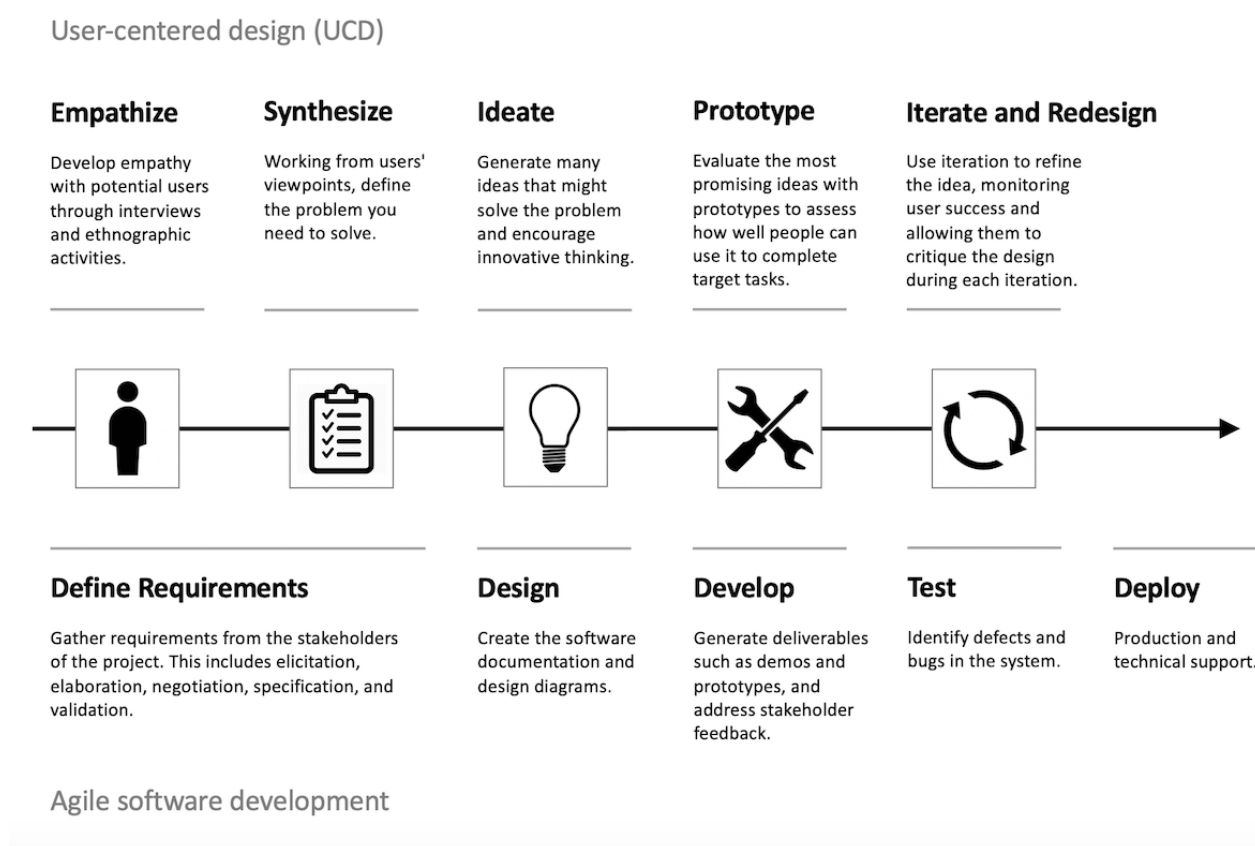 User-centered design (UCD)
Empathize
Develop empathy
with potential users
through interviews
and ethnographic
activities.
Synthesize
Working from users'
viewpoints, define
the problem you
need to solve.
Ideate
Generate many
ideas that might
solve the problem
and encourage
innovative thinking.
Prototype
Evaluate the most
promising ideas with
prototypes to assess
how well people can
use it to complete
target tasks.
Iterate and Redesign
Use iteration to refine
the idea, monitoring
user success and
allowing them to
critique the design
during each iteration.
Define Requirements
Gather requirements from the stakeholders
of the project. This includes elicitation,
elaboration, negotiation, specification, and
validation.
Design
Create the software
documentation and
design diagrams.
Develop
Generate deliverables
such as demos and
prototypes, and
address stakeholder
feedback.
Test
Identify defects and
bugs in the system.
Deploy
Production and
technical support.
Agile software development